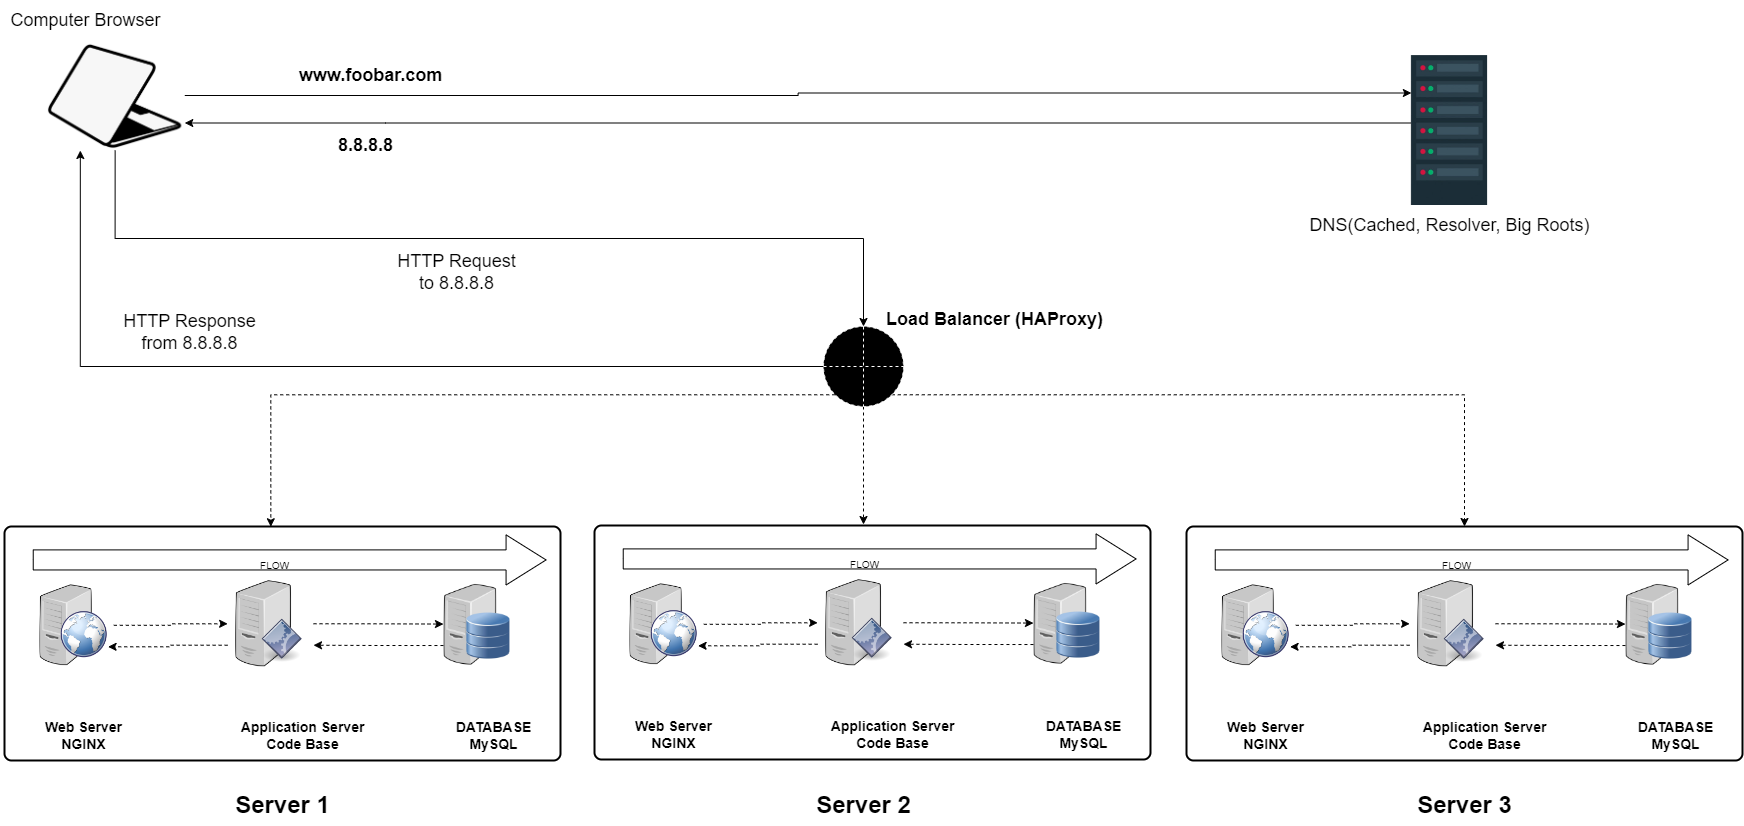 Computer Browser
www.foobar.com
8.8.8.8
DNS(Cached, Resolver, Big Roots)
HTTP Request
to 8.8.8.8
HTTP Response
from 8.8.8.8
Load Balancer (HAProxy)
FLOW
Web Server
NGINX
Application Server
Code Base
DATABASE
MySQL
Server 1
FLOW
Web Server
NGINX
Application Server
Code Base
DATABASE
MySQL
Server 2
FLOW
Web Server
NGINX
Application Server
Code Base
DATABASE
MySQL
Server 3